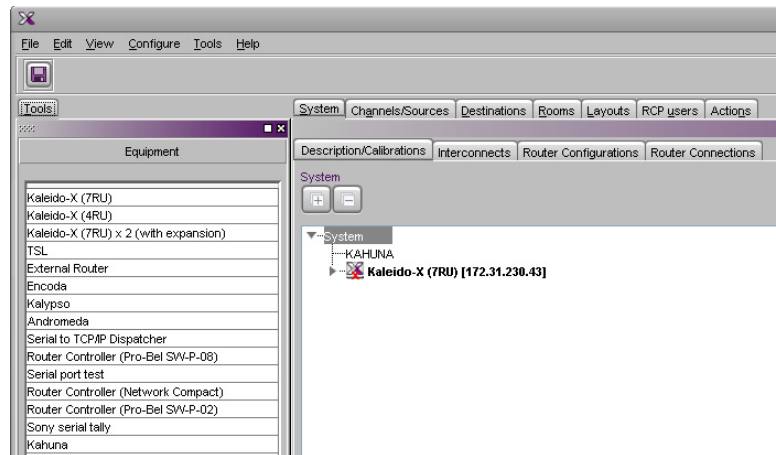 File Edit View Configure Tools Help
Tools
System Channels/Sources Destinations Rooms Layouts RCP users Actions
Equipment
Description/Calibrations Interconnects Router Configurations Router Connections
System
Kaleido-X (7RU)
Kaleido-X (4RU)
Kaleido-X (7RU) x 2 (with expansion)
TSL
External Router
Encoda
Kalypso
Andromeda
Serial to TCP/IP Dispatcher
Router Controller (Pro-Bel SW-P-08)
Serial port test
Router Controller (Network Compact)
Router Controller (Pro-Bel SW-P-02)
Sony serial tally
Kahuna
System
KAHUNA
Kaleido-X (7RU) [172.31.230.43]